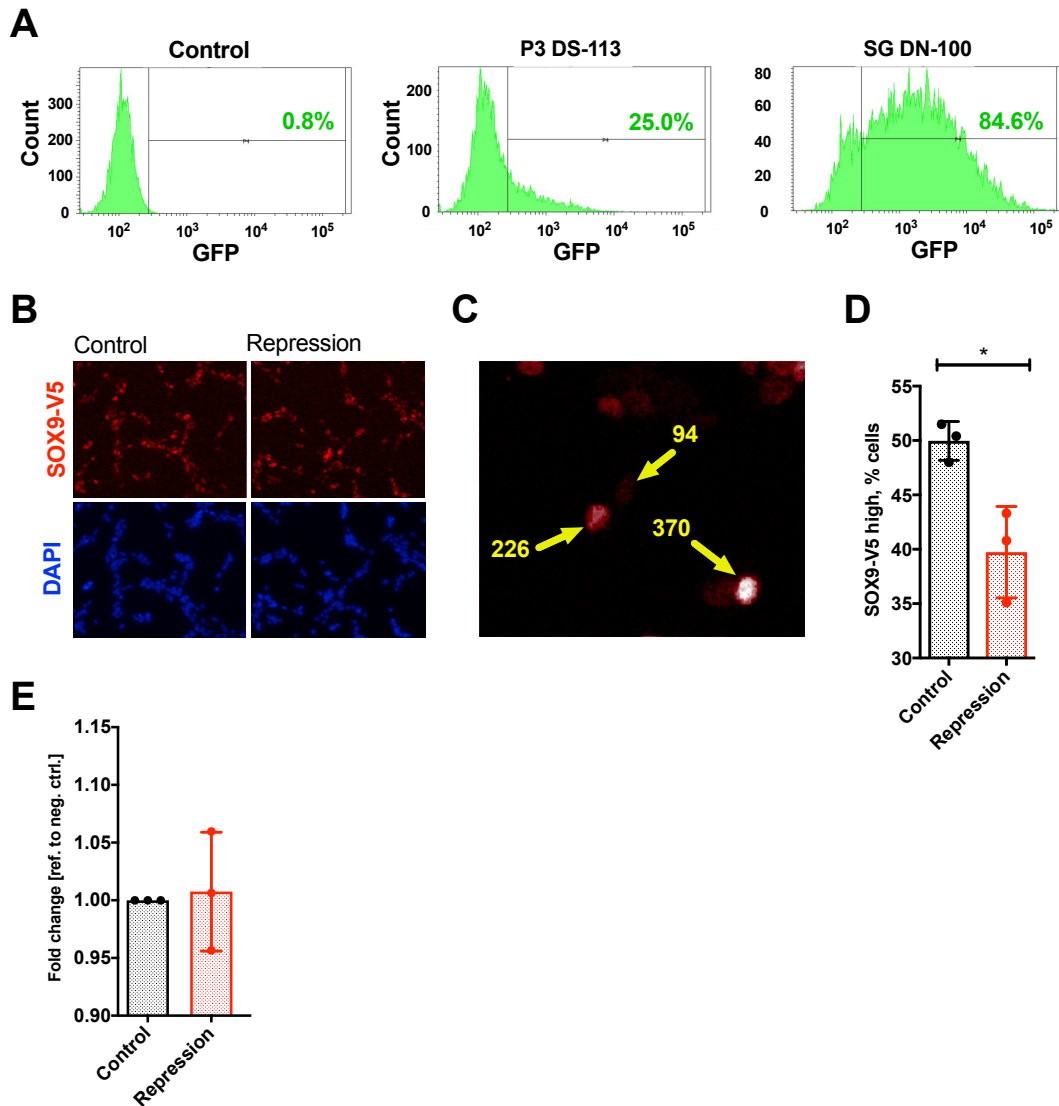 A
Control
Count
300
200
100
0
0.8%
10²
10³
10⁴
10⁵
GFP
P3 DS-113
Count
200
100
0
25.0%
10²
10³
10⁴
10⁵
GFP
SG DN-100
80
60
40
20
0
84.6%
10²
10³
10⁴
10⁵
GFP
B
Control
Repression
SOX9-V5
DAPI
C
94
226
370
D
*
SOX9-V5 high, % cells
55
50
45
40
35
30
Control
Repression
E
Fold change [ref. to neg. ctrl.]
1.15
1.10
1.05
1.00
0.95
0.90
Control
Repression